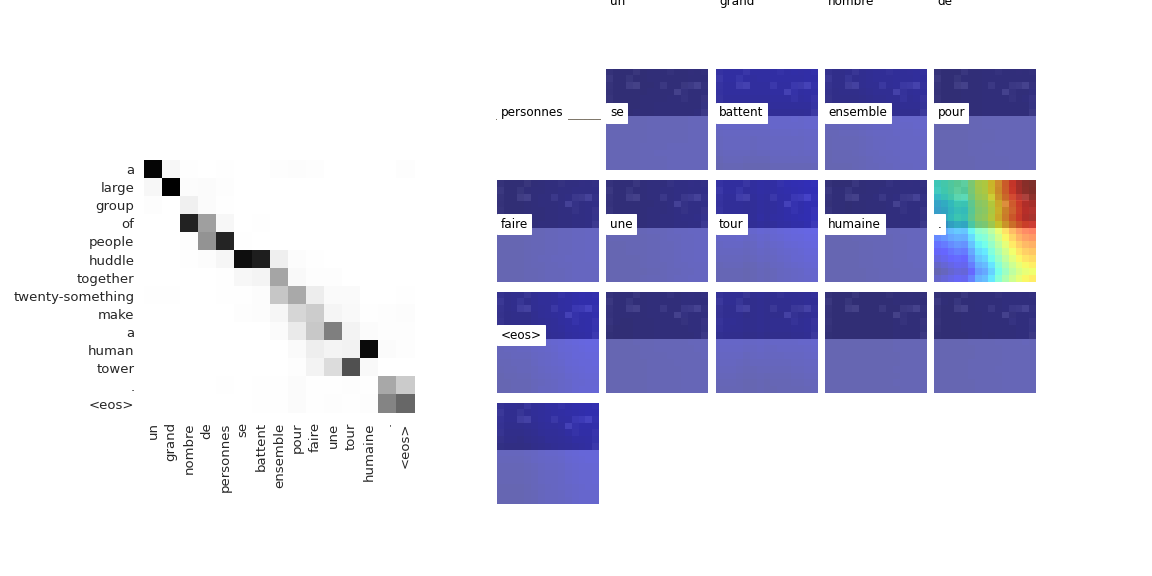 un grand nombre de
personnes se battent ensemble pour
faire une tour humaine .
<eos>
a
large
group
of
people
huddle
together
twenty-something
make
a
human
tower
.
<eos>
un
grand
nombre
de
personnes
se
battent
ensemble
pour
faire
une
tour
humaine
.
<eos>